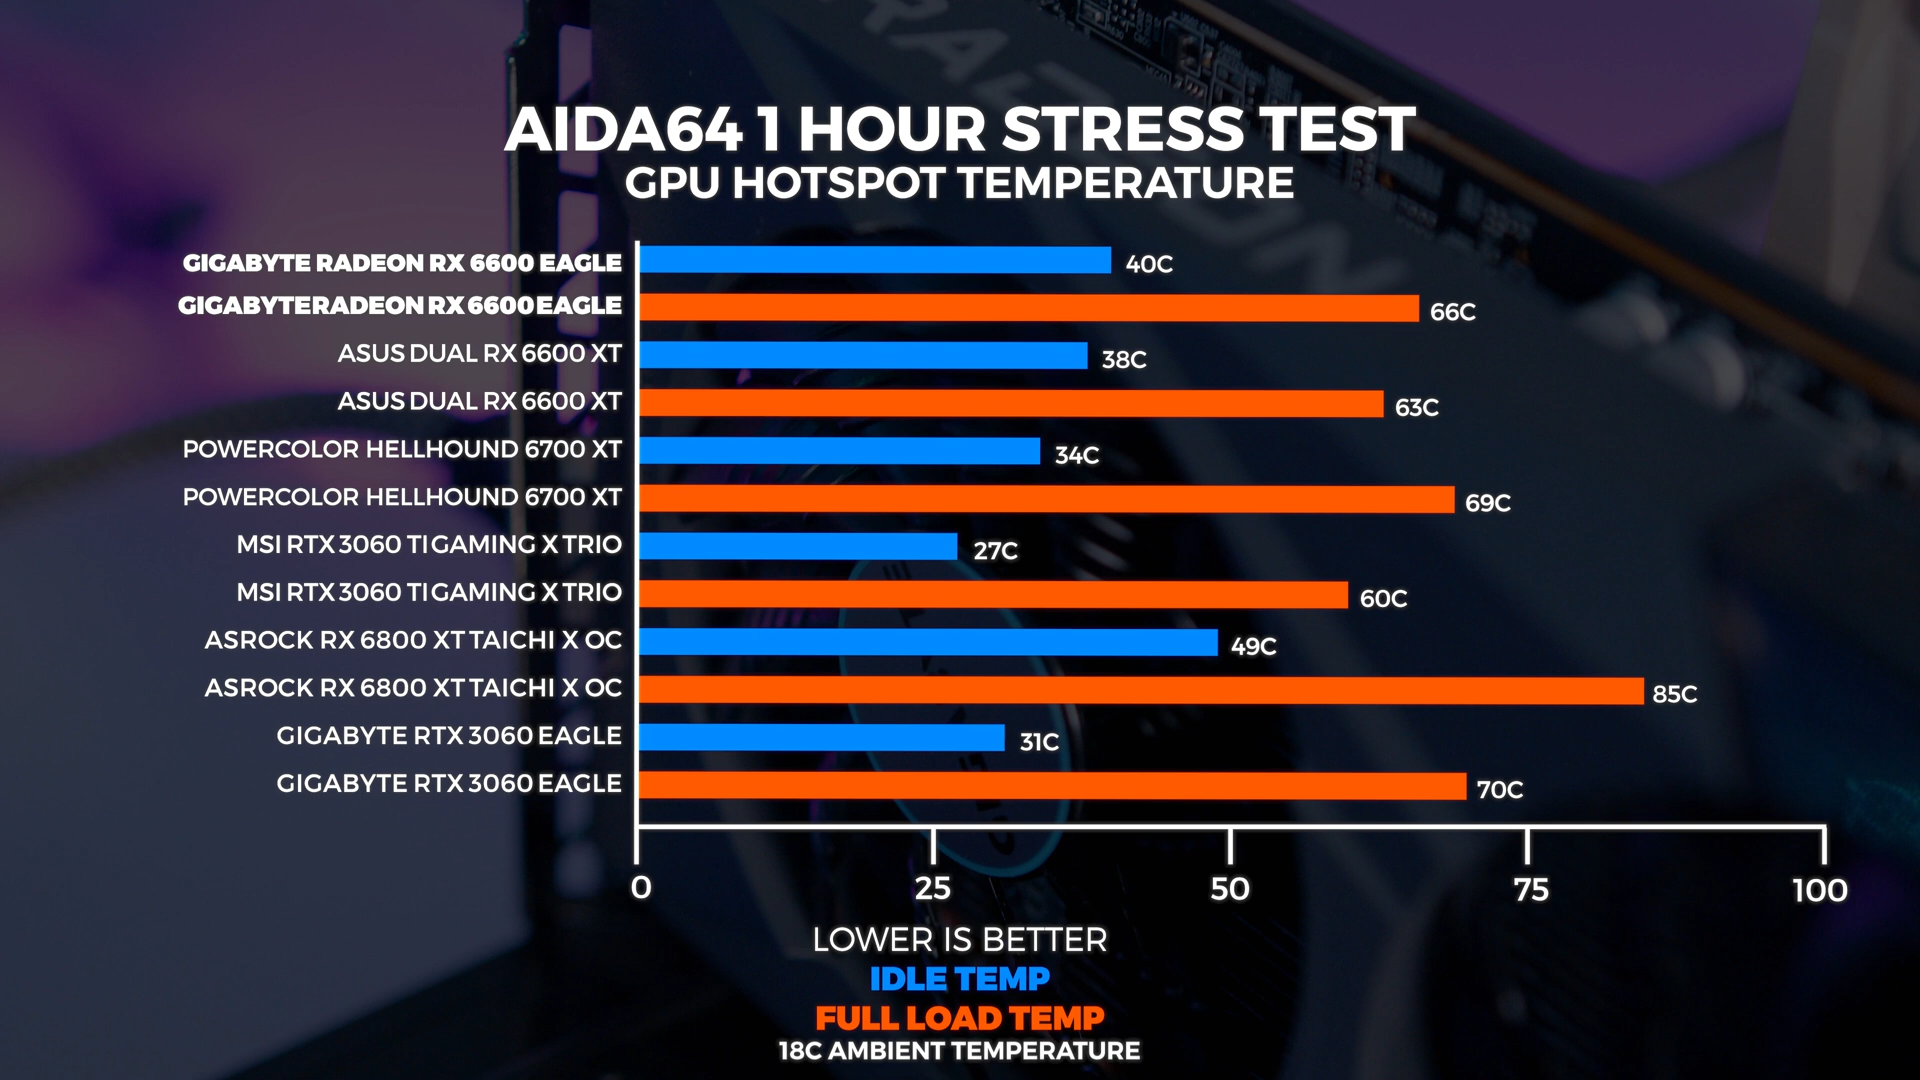 AIDA64 1 HOUR STRESS TEST
GPU HOTSPOT TEMPERATURE
GIGABYTE RADEON RX 6600 EAGLE 40C
GIGABYTE RADEON RX 6600 EAGLE 66C
ASUS DUAL RX 6600 XT 38C
ASUS DUAL RX 6600 XT 63C
POWERCOLOR HELLHOUND 6700 XT 34C
POWERCOLOR HELLHOUND 6700 XT 69C
MSI RTX 3060 TI GAMING X TRIO 27C
MSI RTX 3060 TI GAMING X TRIO 60C
ASROCK RX 6800 XT TAICHI X OC 49C
ASROCK RX 6800 XT TAICHI X OC 85C
GIGABYTE RTX 3060 EAGLE 31C
GIGABYTE RTX 3060 EAGLE 70C
0 25 50 75 100
LOWER IS BETTER
IDLE TEMP
FULL LOAD TEMP
18C AMBIENT TEMPERATURE